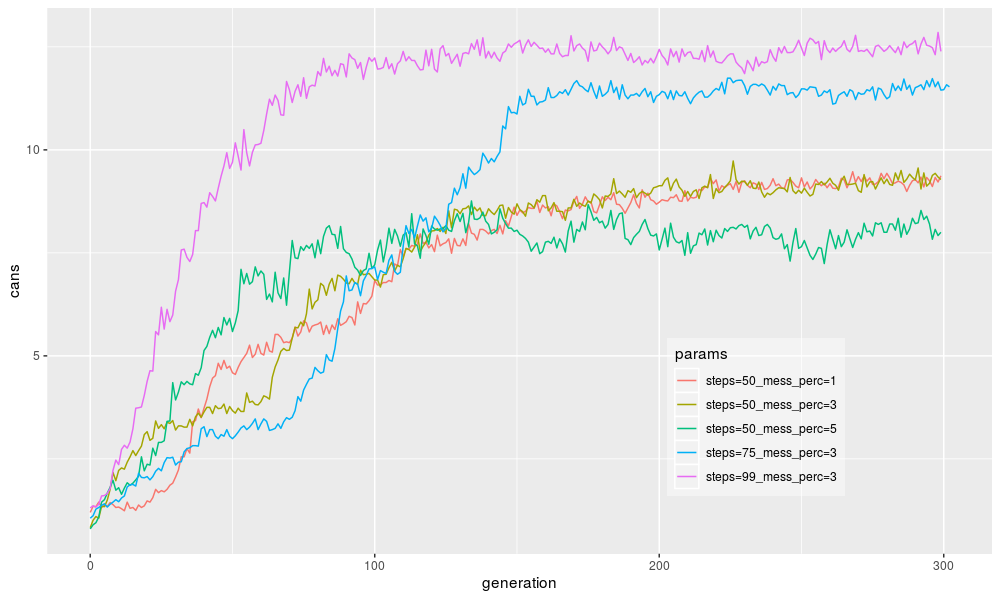 10
5
cans
0
100
200
300
generation
params
steps=50_mess_perc=1
steps=50_mess_perc=3
steps=50_mess_perc=5
steps=75_mess_perc=3
steps=99_mess_perc=3